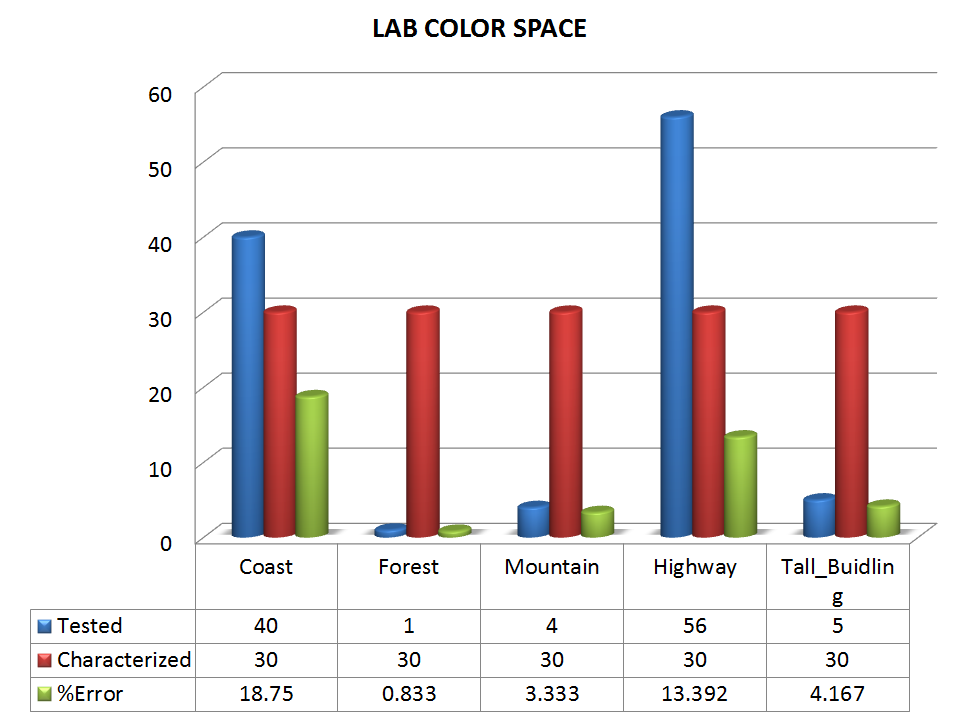 LAB COLOR SPACE
60
50
40
30
20
10
0
Coast Forest Mountain Highway Tall_Buidlin
g
Tested 40 1 4 56 5
Characterized 30 30 30 30 30
%Error 18.75 0.833 3.333 13.392 4.167